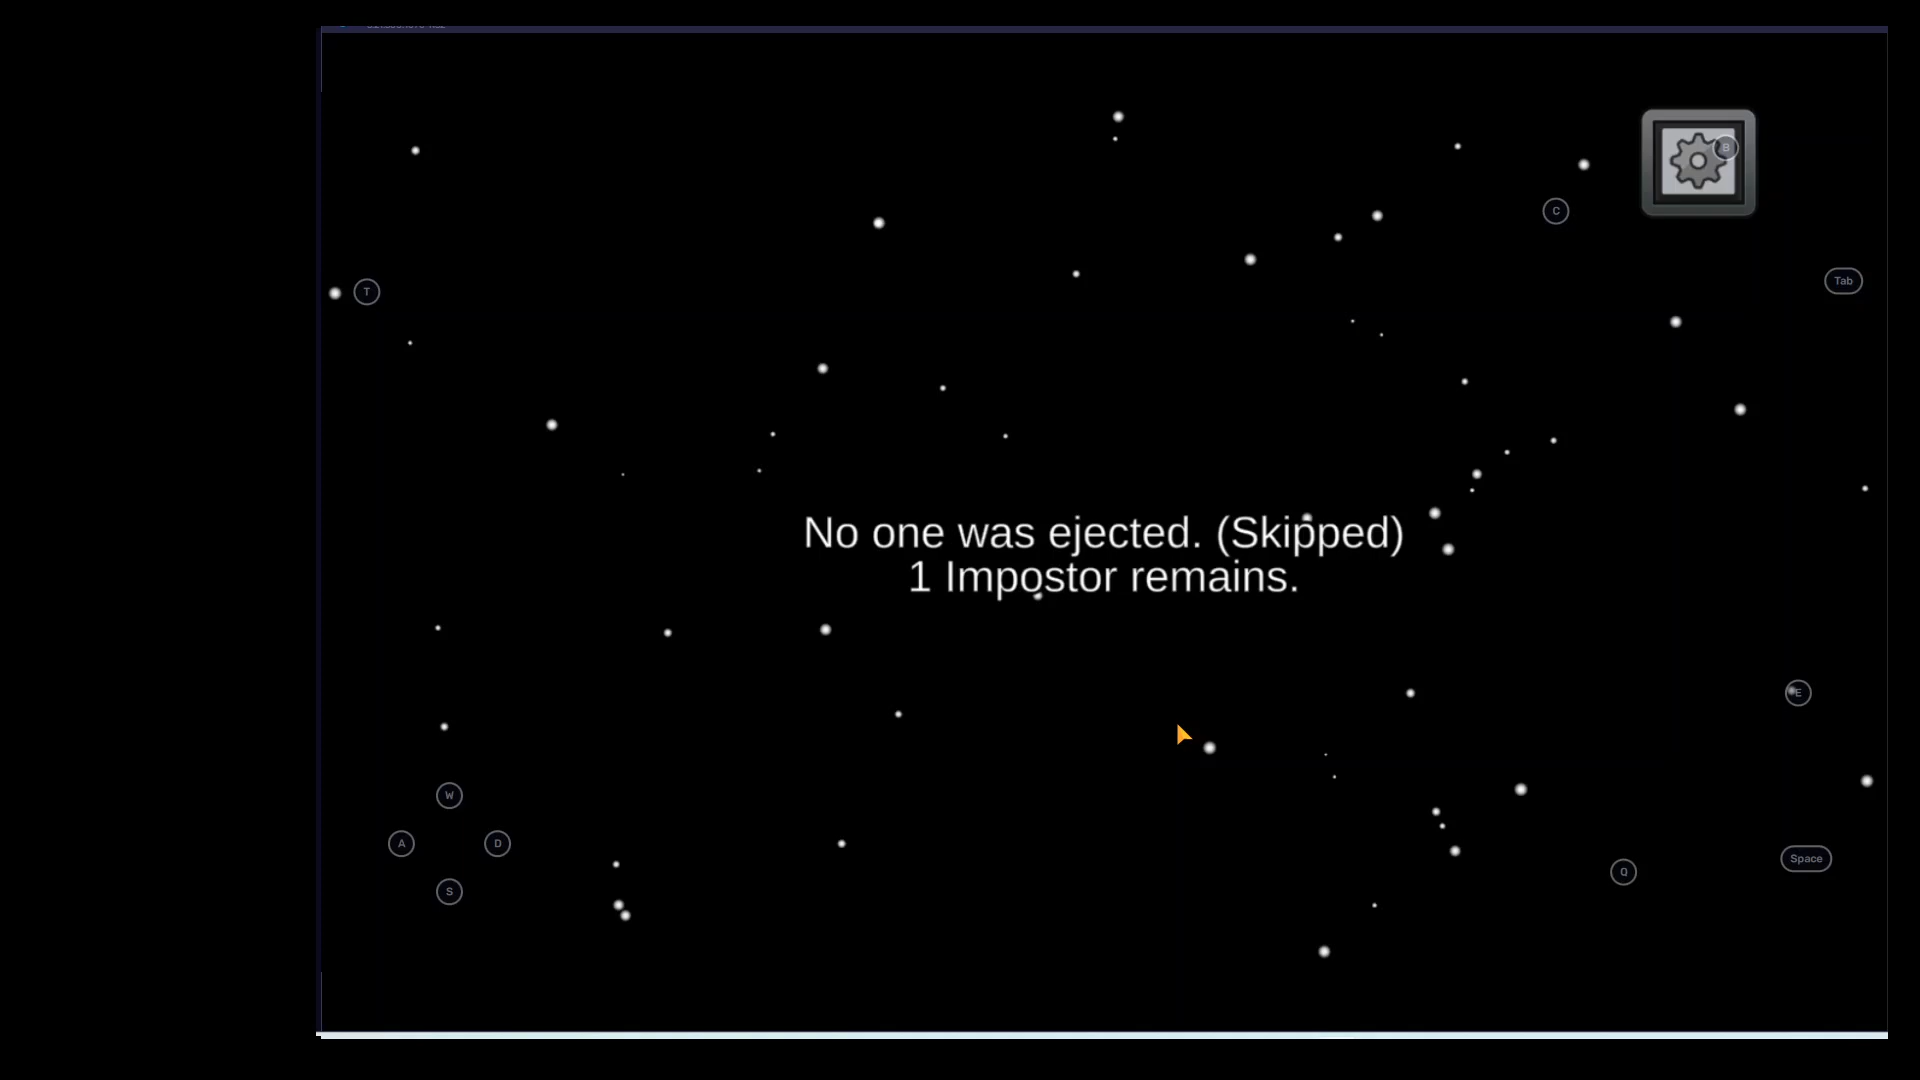 B
C
T
Tab
No one was ejected. (Skipped)
1 Impostor remains.
E
W
A
D
Space
Q
S